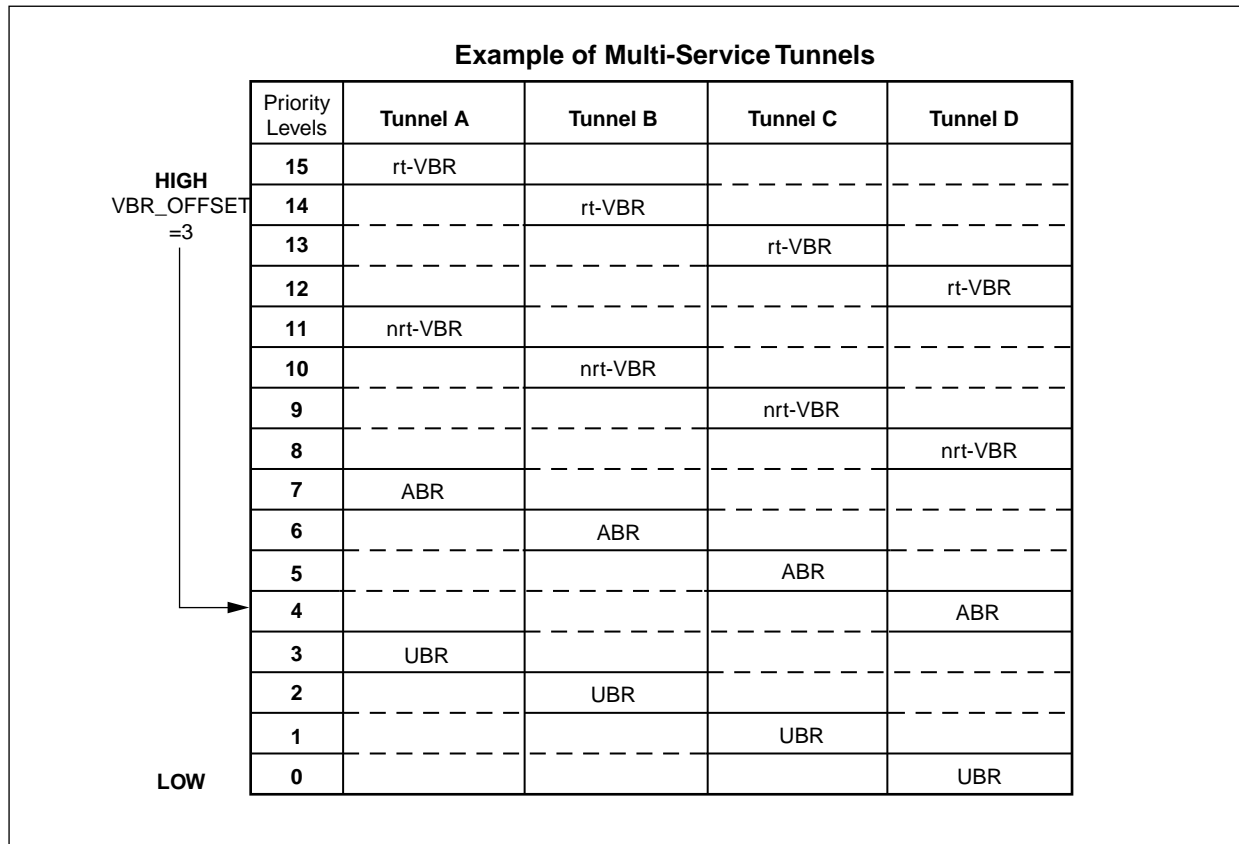 Example of Multi-Service Tunnels
Priority
Levels
Tunnel A
Tunnel B
Tunnel C
Tunnel D
HIGH
VBR_OFFSET
=3
15 rt-VBR
14 rt-VBR
13 rt-VBR
12 rt-VBR
11 nrt-VBR
10 nrt-VBR
9 nrt-VBR
8 nrt-VBR
7 ABR
6 ABR
5 ABR
4 ABR
3 UBR
2 UBR
1 UBR
LOW 0 UBR